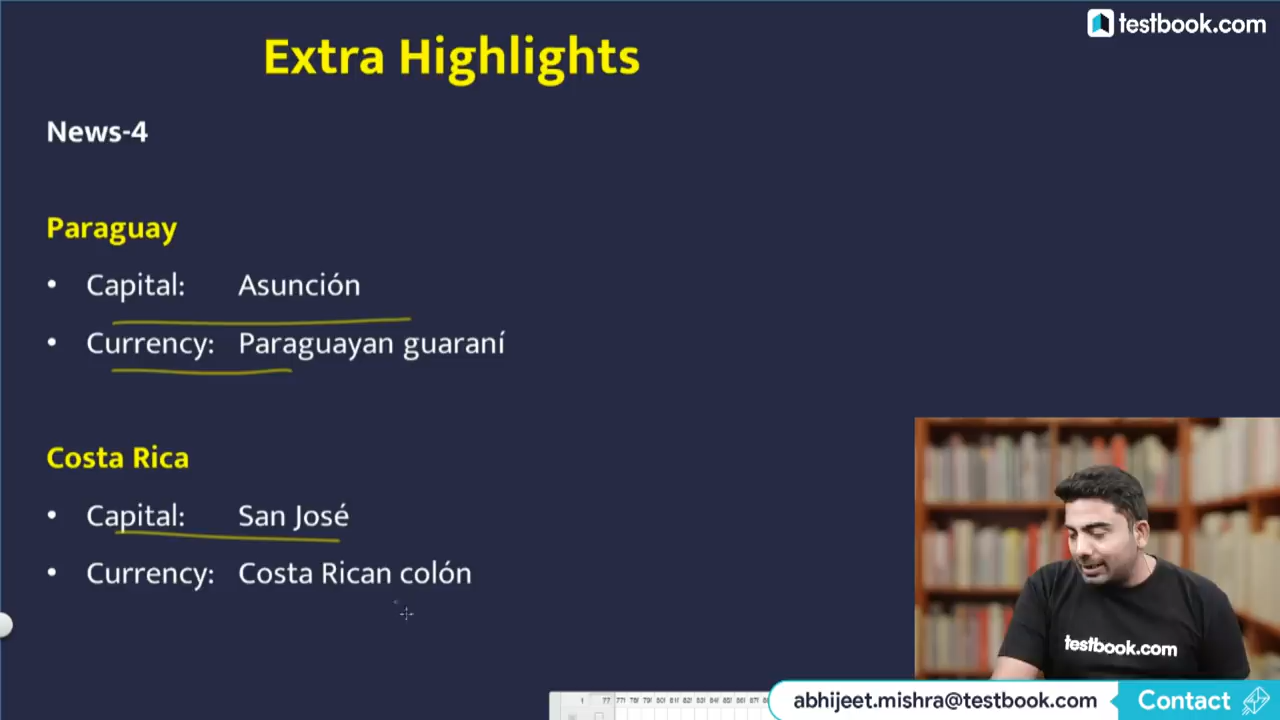 testbook.com
Extra Highlights
News-4
Paraguay
• Capital: Asunción
• Currency: Paraguayan guaraní
Costa Rica
• Capital: San José
• Currency: Costa Rican colón
testbook.com
abhijeet.mishra@testbook.com Contact